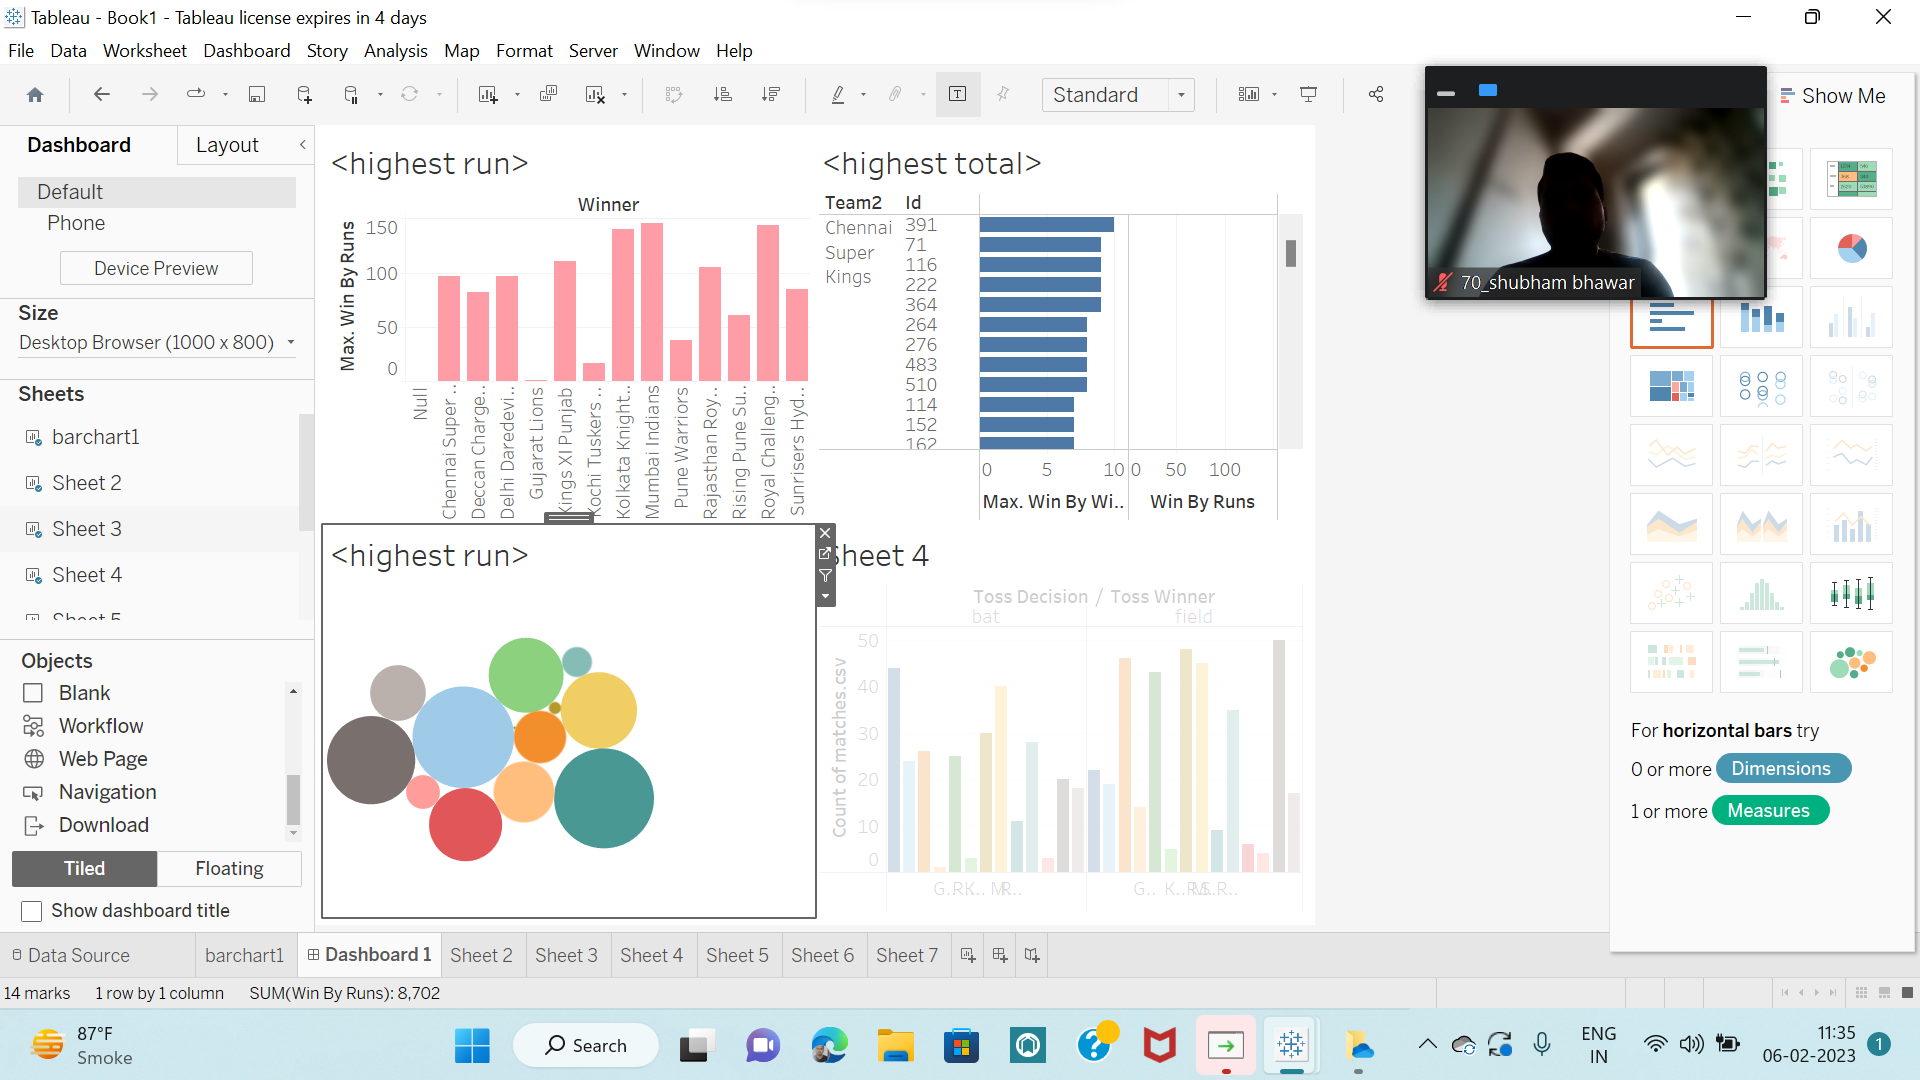 Tableau - Book1 - Tableau license expires in 4 days
File Data Worksheet Dashboard Story Analysis Map Format Server Window Help
Standard
Show Me
Dashboard
Layout
Default
Phone
Device Preview
Size
Desktop Browser (1000 x 800)
Sheets
barchart1
Sheet 2
Sheet 3
Sheet 4
Sheet 5
Objects
Blank
Workflow
Web Page
Navigation
Download
Tiled
Floating
Show dashboard title
<highest run>
Winner
Max. Win By Runs
150
100
50
0
Null
Chennai Super ..
Deccan Charge..
Delhi Daredevi..
Gujarat Lions
Kings XI Punjab
Kochi Tuskers ..
Kolkata Knight..
Mumbai Indians
Pune Warriors
Rajasthan Roy..
Rising Pune Su..
Royal Challeng..
Sunrisers Hyd..
<highest total>
Team2 Id
Chennai
Super
Kings
391
71
116
222
364
264
276
483
510
114
152
162
0 5 10 0 50 100
Max. Win By Wi.. Win By Runs
<highest run>
Sheet 4
Toss Decision / Toss Winner
bat field
Count of matches.csv
50
40
30
20
10
0
70_shubham bhawar
For horizontal bars try
0 or more Dimensions
1 or more Measures
Data Source
barchart1
Dashboard 1
Sheet 2
Sheet 3
Sheet 4
Sheet 5
Sheet 6
Sheet 7
14 marks 1 row by 1 column SUM(Win By Runs): 8,702
87°F
Smoke
Search
ENG
IN
11:35
06-02-2023
1